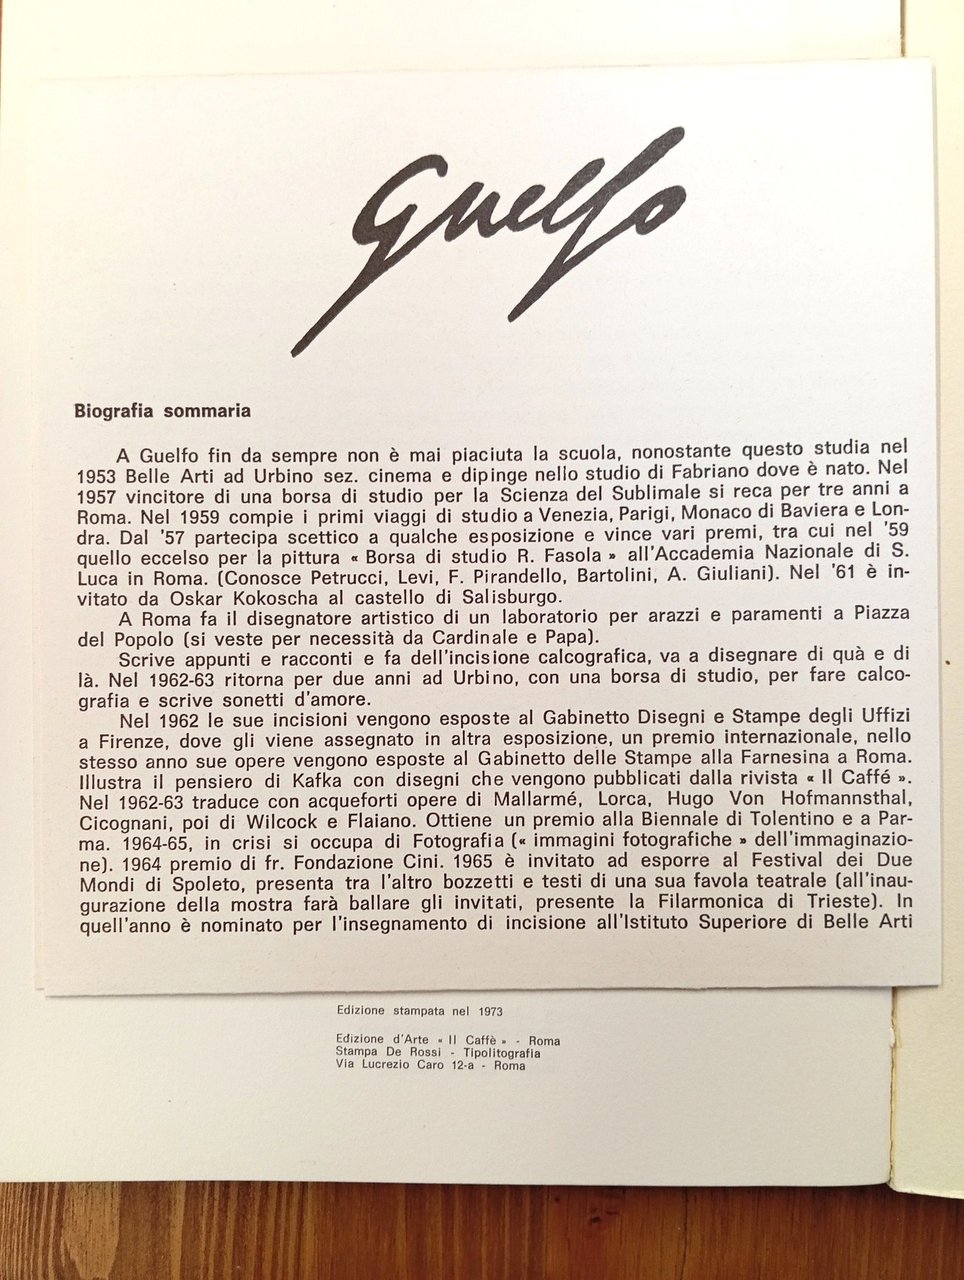 Guelfo
Biografia sommaria
A Guelfo fin da sempre non è mai piaciuta la scuola, nonostante questo studia nel
1953 Belle Arti ad Urbino sez. cinema e dipinge nello studio di Fabriano dove è nato. Nel
1957 vincitore di una borsa di studio per la Scienza del Sublimale si reca per tre anni a
Roma. Nel 1959 compie i primi viaggi di studio a Venezia, Parigi, Monaco di Baviera e Lon-
dra. Dal '57 partecipa scettico a qualche esposizione e vince vari premi, tra cui nel '59
quello eccelso per la pittura « Borsa di studio R. Fasola » all'Accademia Nazionale di S.
Luca in Roma. (Conosce Petrucci, Levi, F. Pirandello, Bartolini, A. Giuliani). Nel '61 è in-
vitato da Oskar Kokoscha al castello di Salisburgo.
A Roma fa il disegnatore artistico di un laboratorio per arazzi e paramenti a Piazza
del Popolo (si veste per necessità da Cardinale e Papa).
Scrive appunti e racconti e fa dell'incisione calcografica, va a disegnare di quà e di
là. Nel 1962-63 ritorna per due anni ad Urbino, con una borsa di studio, per fare calco-
grafia e scrive sonetti d'amore.
Nel 1962 le sue incisioni vengono esposte al Gabinetto Disegni e Stampe degli Uffizi
a Firenze, dove gli viene assegnato in altra esposizione, un premio internazionale, nello
stesso anno sue opere vengono esposte al Gabinetto delle Stampe alla Farnesina a Roma.
Illustra il pensiero di Kafka con disegni che vengono pubblicati dalla rivista « Il Caffé ».
Nel 1962-63 traduce con acqueforti opere di Mallarmé, Lorca, Hugo Von Hofmannsthal,
Cicognani, poi di Wilcock e Flaiano. Ottiene un premio alla Biennale di Tolentino e a Par-
ma. 1964-65, in crisi si occupa di Fotografia (« immagini fotografiche » dell'immaginazio-
ne). 1964 premio di fr. Fondazione Cini. 1965 è invitato ad esporre al Festival dei Due
Mondi di Spoleto, presenta tra l'altro bozzetti e testi di una sua favola teatrale (all'inau-
gurazione della mostra farà ballare gli invitati, presente la Filarmonica di Trieste). In
quell'anno è nominato per l'insegnamento di incisione all'Istituto Superiore di Belle Arti
Edizione stampata nel 1973
Edizione d'Arte « Il Caffè » - Roma
Stampa De Rossi - Tipolitografia
Via Lucrezio Caro 12-a - Roma